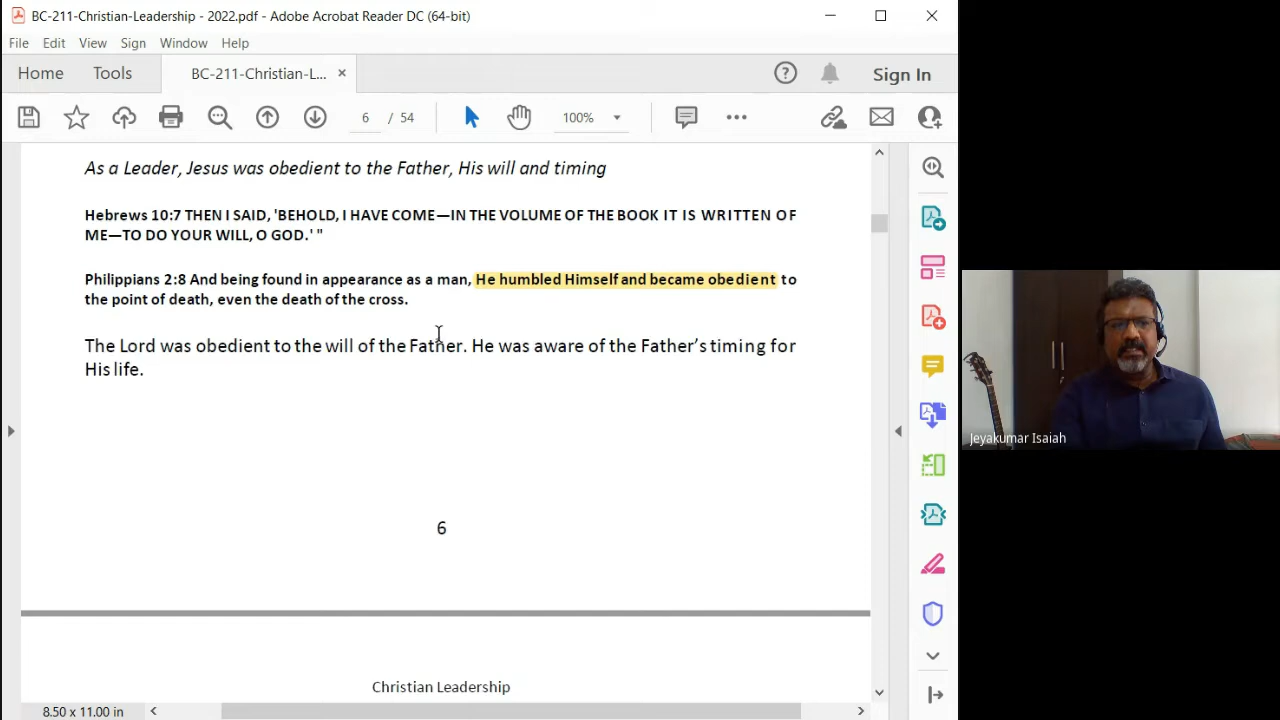 BC-211-Christian-Leadership - 2022.pdf - Adobe Acrobat Reader DC (64-bit)
File Edit View Sign Window Help
Home Tools BC-211-Christian-L... × Sign In
6 / 54 100%
As a Leader, Jesus was obedient to the Father, His will and timing
Hebrews 10:7 THEN I SAID, 'BEHOLD, I HAVE COME—IN THE VOLUME OF THE BOOK IT IS WRITTEN OF
ME—TO DO YOUR WILL, O GOD.' "
Philippians 2:8 And being found in appearance as a man, He humbled Himself and became obedient to
the point of death, even the death of the cross.
The Lord was obedient to the will of the Father. He was aware of the Father's timing for
His life.
Jeyakumar Isaiah
6
Christian Leadership
8.50 x 11.00 in